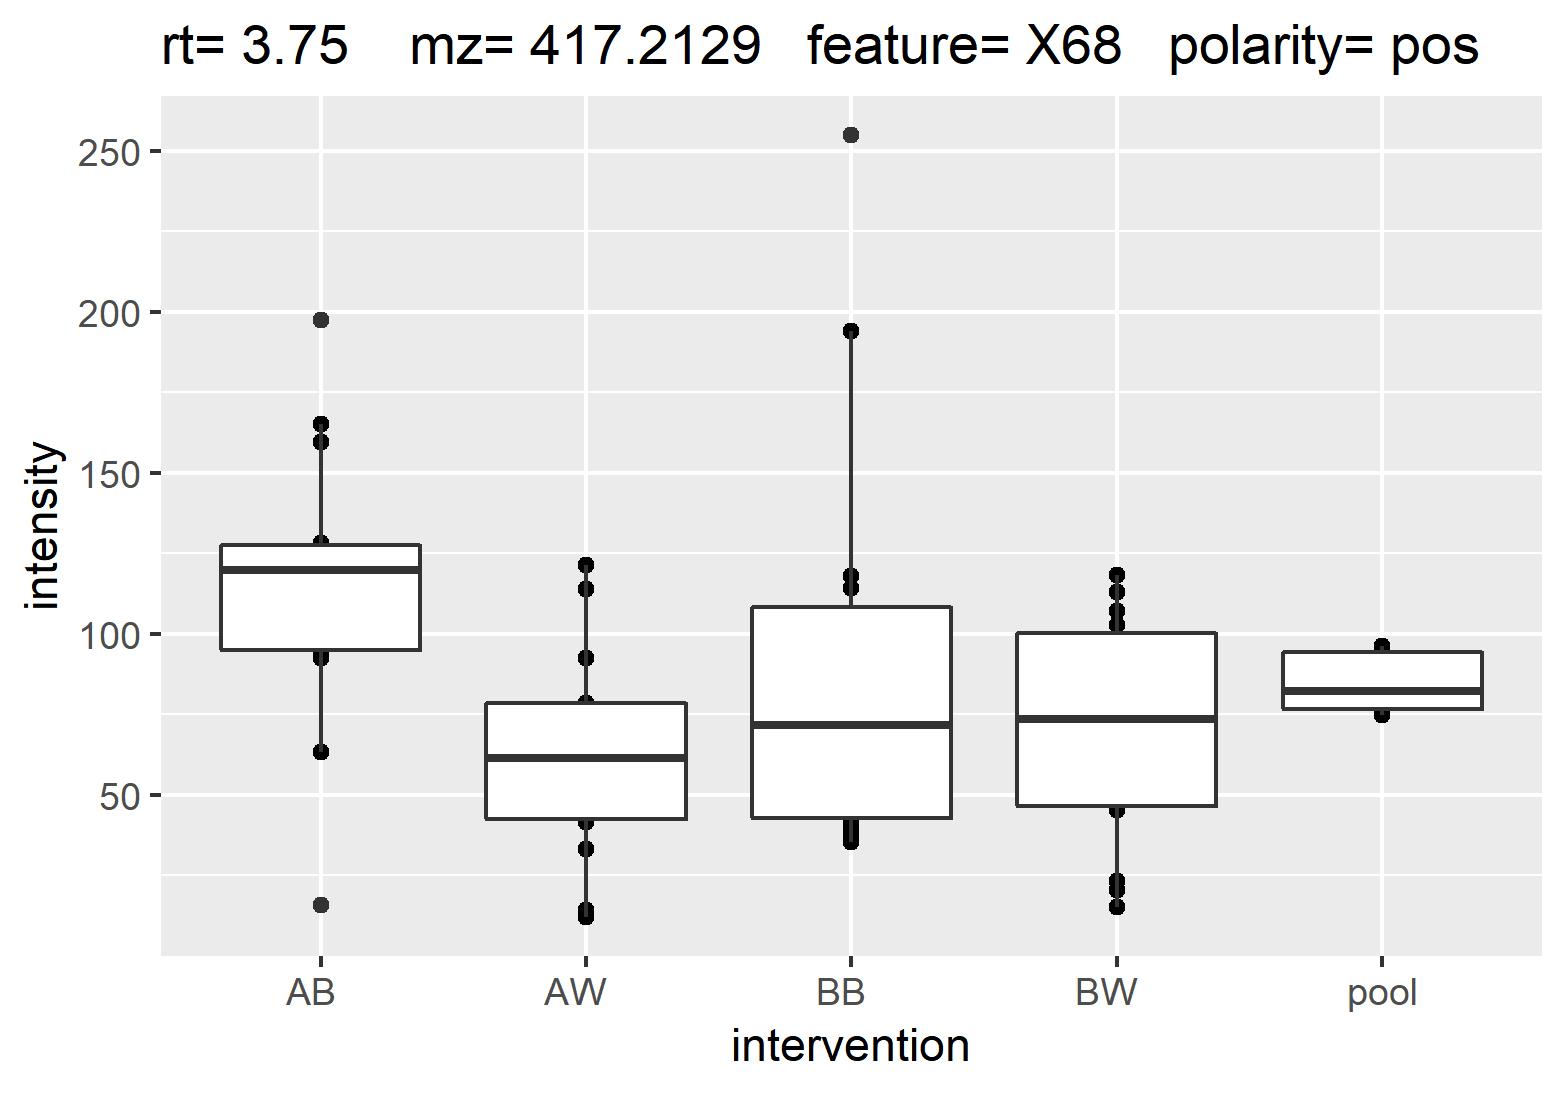 rt= 3.75 mz= 417.2129 feature= X68 polarity= pos
250
200
150
100
50
intensity
AB AW BB BW pool
intervention